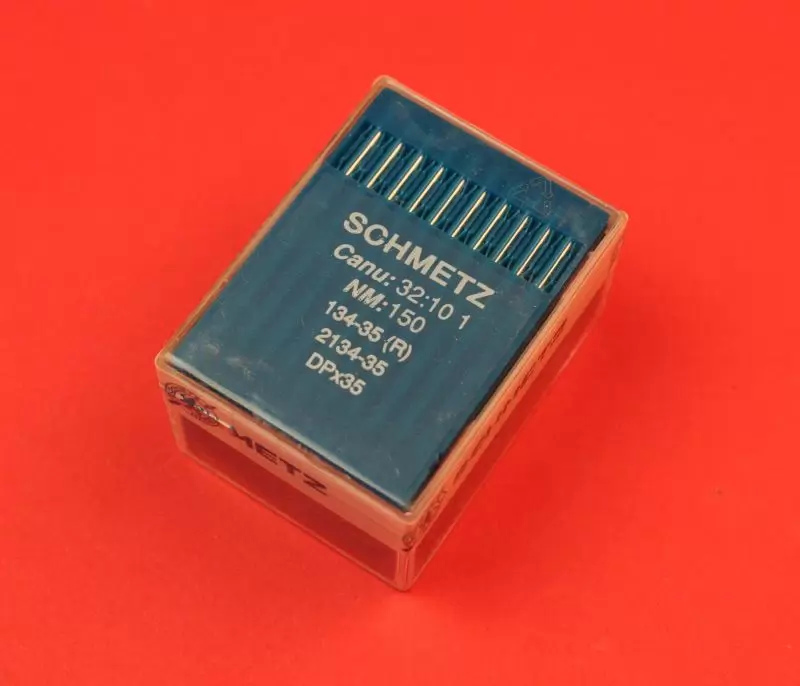 SCHMETZ
Canu: 32:10 1
NM: 150
134-35 (R)
2134-35
DPx35
METZ